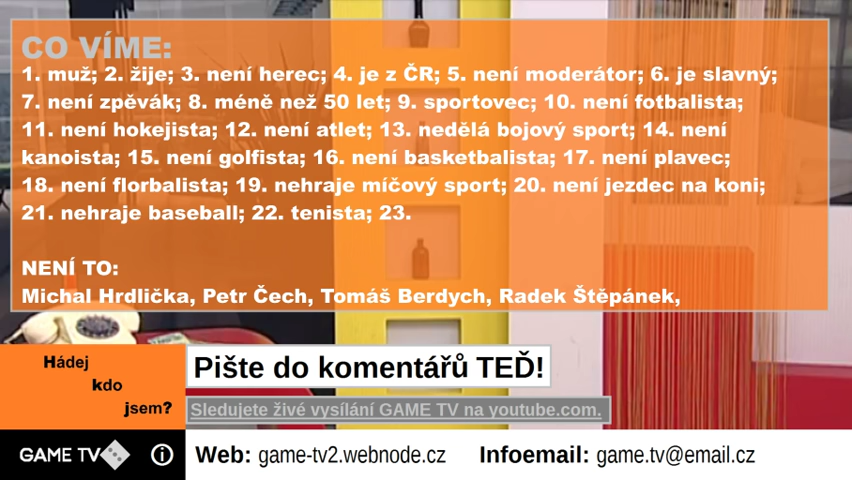 CO VÍME:
1. muž; 2. žije; 3. není herec; 4. je z ČR; 5. není moderátor; 6. je slavný;
7. není zpěvák; 8. méně než 50 let; 9. sportovec; 10. není fotbalista;
11. není hokejista; 12. není atlet; 13. nedělá bojový sport; 14. není
kanoista; 15. není golfista; 16. není basketbalista; 17. není plavec;
18. není florbalista; 19. nehraje míčový sport; 20. není jezdec na koni;
21. nehraje baseball; 22. tenista; 23.
NENÍ TO:
Michal Hrdlička, Petr Čech, Tomáš Berdych, Radek Štěpánek,
Hádej
kdo
jsem?
Pište do komentářů TEĎ!
Sledujete živé vysílání GAME TV na youtube.com.
GAME TV
Web: game-tv2.webnode.cz Infoemail: game.tv@email.cz